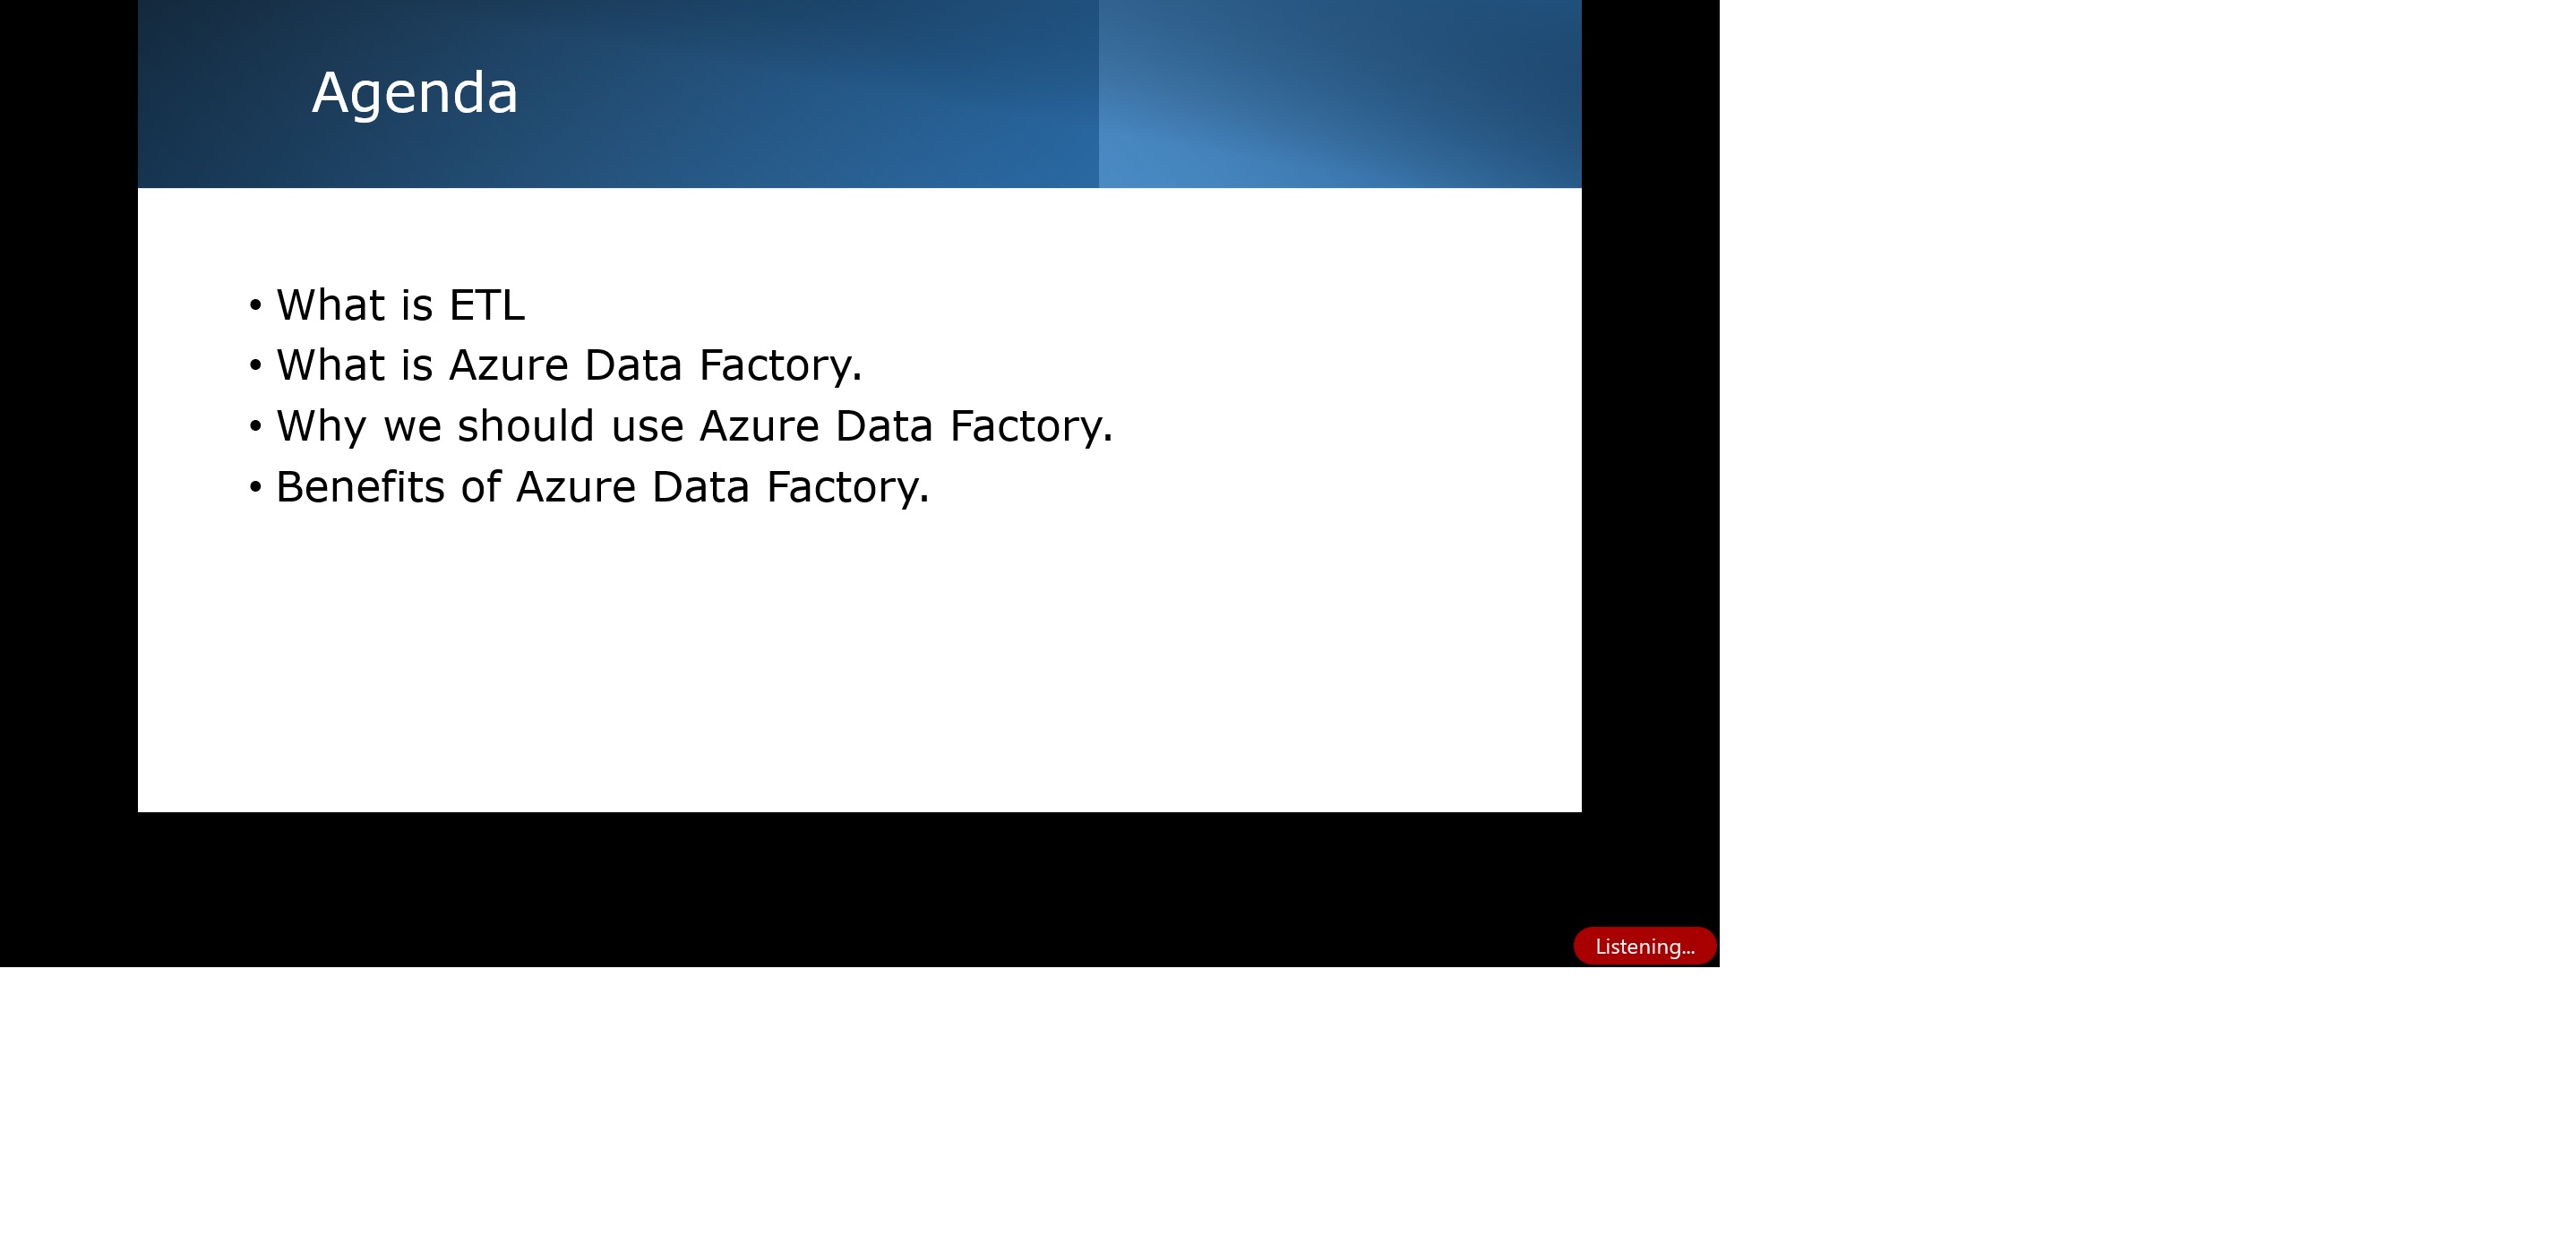 Agenda
• What is ETL
• What is Azure Data Factory.
• Why we should use Azure Data Factory.
• Benefits of Azure Data Factory.
Listening...